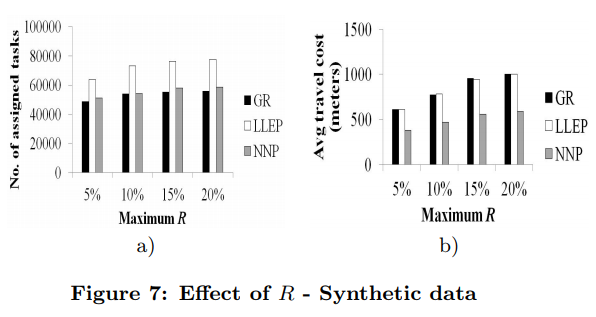 No. of assigned tasks
100000
80000
60000
40000
20000
0
5% 10% 15% 20%
Maximum R
GR
LLEP
NNP
a)
Avg travel cost
(meters)
1500
1000
500
0
5% 10% 15% 20%
Maximum R
GR
LLEP
NNP
b)
Figure 7: Effect of R - Synthetic data